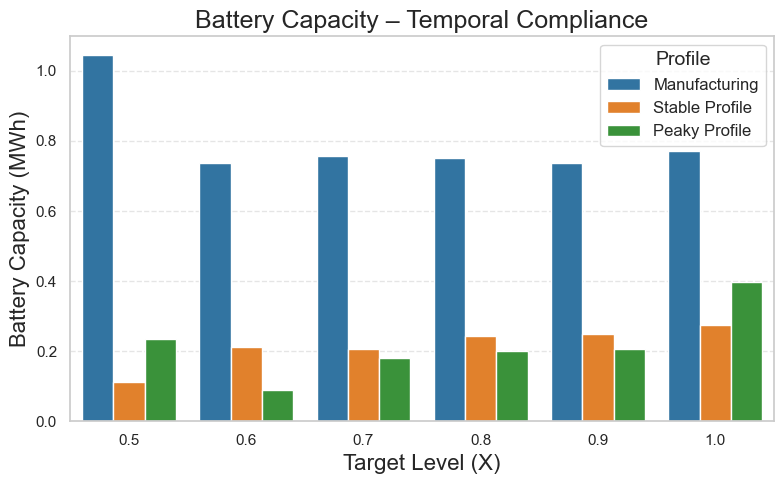 Battery Capacity – Temporal Compliance
Battery Capacity (MWh)
1.0
0.8
0.6
0.4
0.2
0.0
Profile
Manufacturing
Stable Profile
Peaky Profile
0.5 0.6 0.7 0.8 0.9 1.0
Target Level (X)